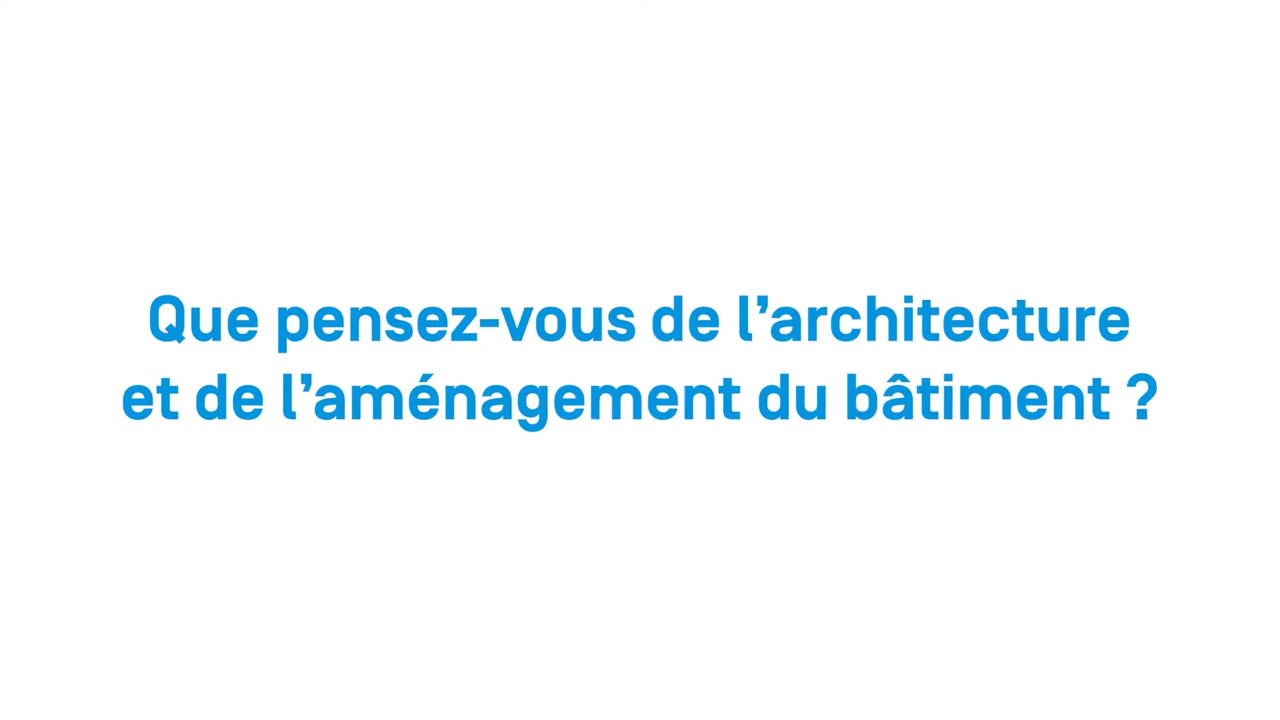 Que pensez-vous de l’architecture
et de l’aménagement du bâtiment ?